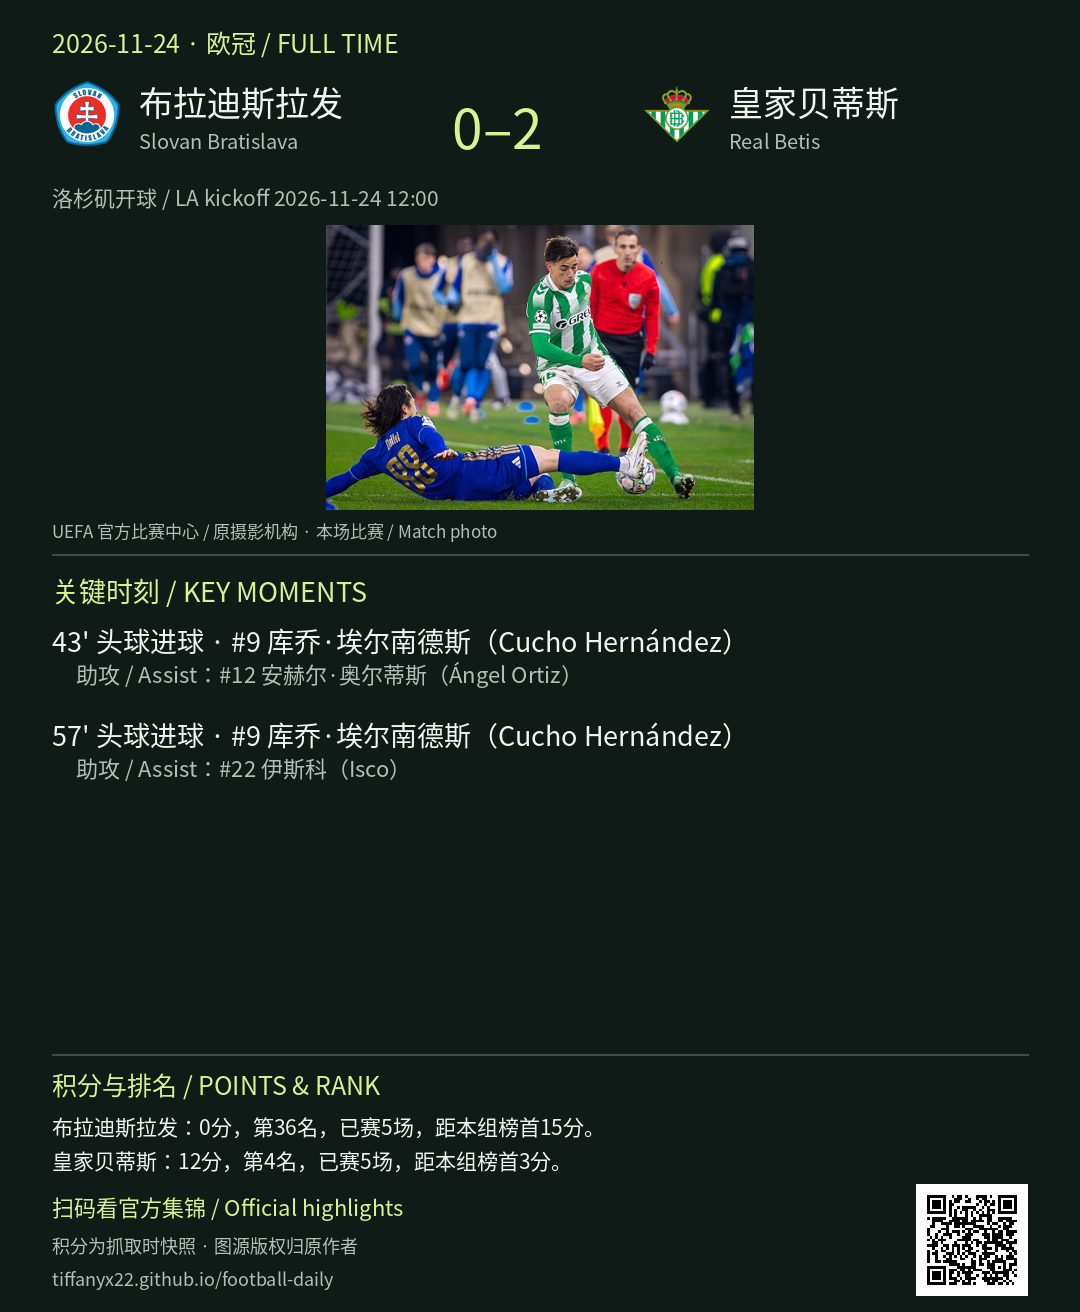 2026-11-24 · 欧冠 / FULL TIME
SLOVAN
BRATISLAVA
布拉迪斯拉发
Slovan Bratislava
0–2
皇家贝蒂斯
Real Betis
洛杉矶开球 / LA kickoff 2026-11-24 12:00
UEFA 官方比赛中心 / 原摄影机构 · 本场比赛 / Match photo
关键时刻 / KEY MOMENTS
43' 头球进球 · #9 库乔·埃尔南德斯（Cucho Hernández）
助攻 / Assist：#12 安赫尔·奥尔蒂斯（Ángel Ortiz）
57' 头球进球 · #9 库乔·埃尔南德斯（Cucho Hernández）
助攻 / Assist：#22 伊斯科（Isco）
积分与排名 / POINTS & RANK
布拉迪斯拉发：0分，第36名，已赛5场，距本组榜首15分。
皇家贝蒂斯：12分，第4名，已赛5场，距本组榜首3分。
扫码看官方集锦 / Official highlights
积分为抓取时快照 · 图源版权归原作者
tiffanyx22.github.io/football-daily